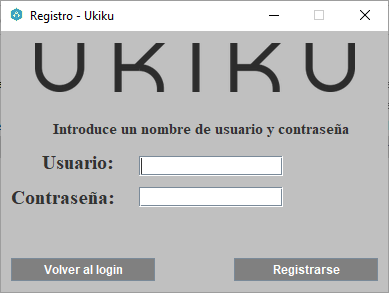 Registro - Ukiku
UKIKU
Introduce un nombre de usuario y contraseña
Usuario:
Contraseña:
Volver al login
Registrarse